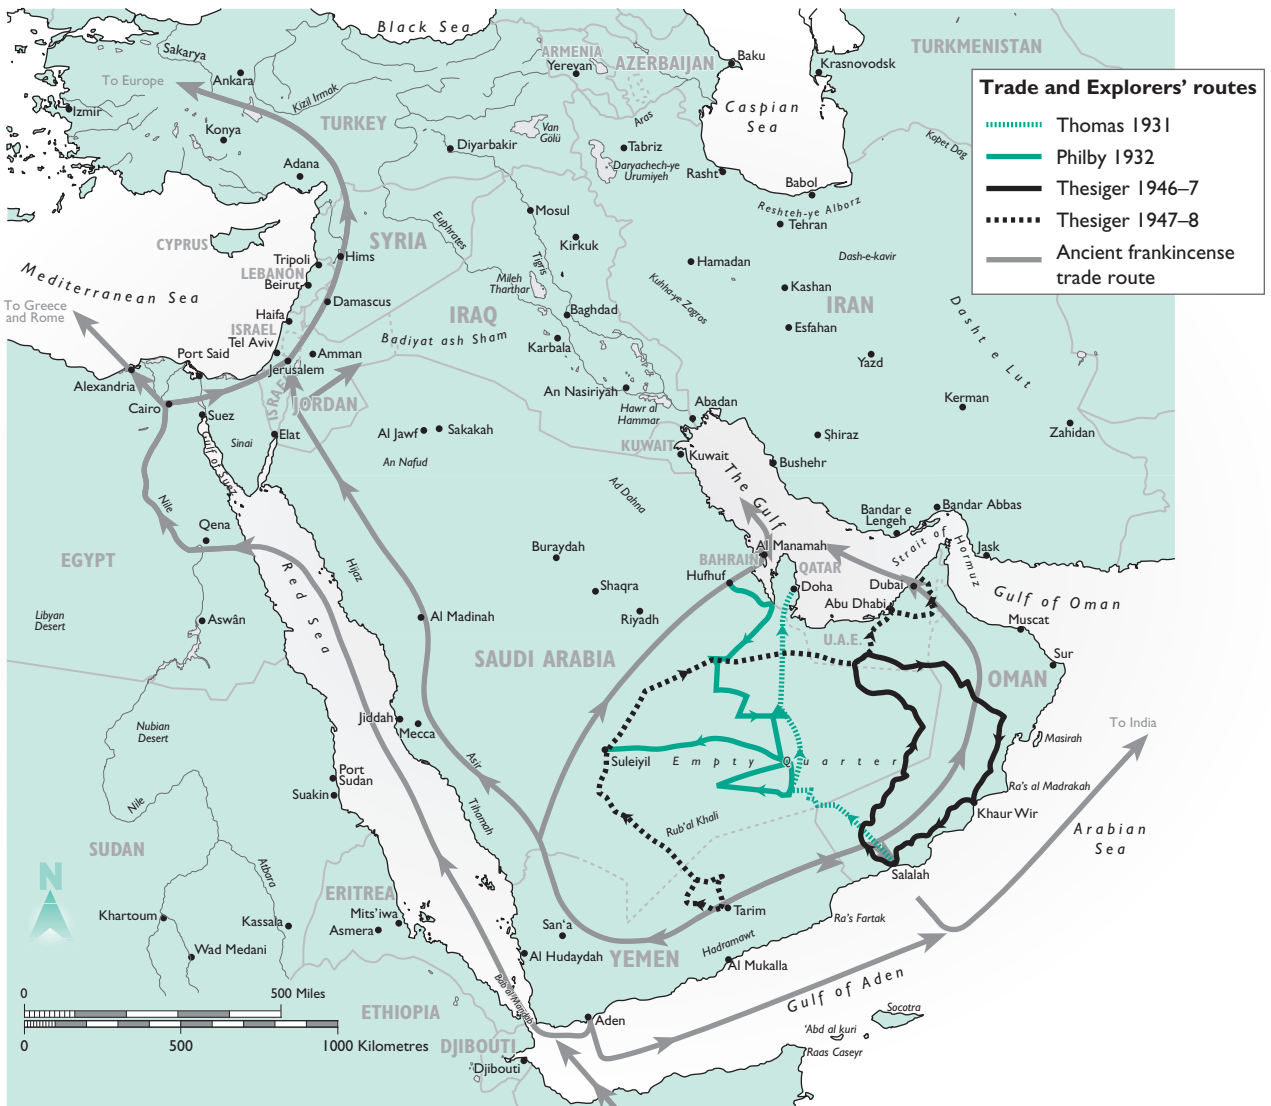 Black Sea
Sakarya
To Europe
Ankara
Izmir
Kizil Irmak
Konya
TURKEY
Adana
ARMENIA
Yerevan
AZERBAIJAN
Baku
TURKMENISTAN
Krasnovodsk
Caspian
Sea
Van
Gölü
Aras
Diyarbakir
Tabriz
Daryachech-ye
Urumiyeh
Rasht
Kopet Dag
Babol
Reshteh-ye Alborz
Tehran
Trade and Explorers’ routes
Thomas 1931
Philby 1932
Thesiger 1946–7
Thesiger 1947–8
Ancient frankincense
trade route
Mosul
Euphrates
Kirkuk
Tigris
CYPRUS
SYRIA
Tripoli
Hims
LEBANON
Beirut
Mediterranean Sea
Damascus
To Greece
and Rome
Haifa
ISRAEL
Tel Aviv
Port Said
Amman
Jerusalem
Alexandria
Cairo
Suez
ISRAEL
JORDAN
Sinai
Elat
Gulf of Suez
Mileh
Tharthar
IRAQ
Baghdad
Badiyat ash Sham
Karbala
An Nasiriyah
Hawr al
Hammar
Abadan
Hamadan
Dash-e-kavir
Kuhha-ye Zagros
Kashan
IRAN
Esfahan
Yazd
Dasht e Lut
Kerman
Zahidan
Shiraz
KUWAIT
Kuwait
Bushehr
Al Jawf
Sakakah
An Nafud
Ad Dahna
The Gulf
Bandar e
Lengeh
Bandar Abbas
Strait of Hormuz
Jask
Nile
Qena
EGYPT
Libyan
Desert
Aswân
Red Sea
Hijaz
Buraydah
Shaqra
Riyadh
Al Madinah
SAUDI ARABIA
BAHRAIN
Al Manamah
Hufhuf
QATAR
Doha
Dubai
Abu Dhabi
U.A.E.
Gulf of Oman
Muscat
Sur
OMAN
Nubian
Desert
Jiddah
Mecca
Port
Sudan
Suakin
Nile
Asir
Tihamah
Suleiyil
Empty Quarter
Rub'al Khali
To India
Masirah
Ra's al Madrakah
Khaur Wir
Arabian
Sea
Salalah
SUDAN
N
Atbara
ERITREA
Khartoum
Kassala
Mits'iwa
Asmera
Wad Medani
San'a
Tarim
Ra's Fartak
Al Hudaydah
YEMEN
Hadramawt
Al Mukalla
Bab al Mandab
Gulf of Aden
Socotra
'Abd al kuri
Raas Caseyr
Aden
ETHIOPIA
DJIBOUTI
Djibouti
0 500 Miles
0 500 1000 Kilometres